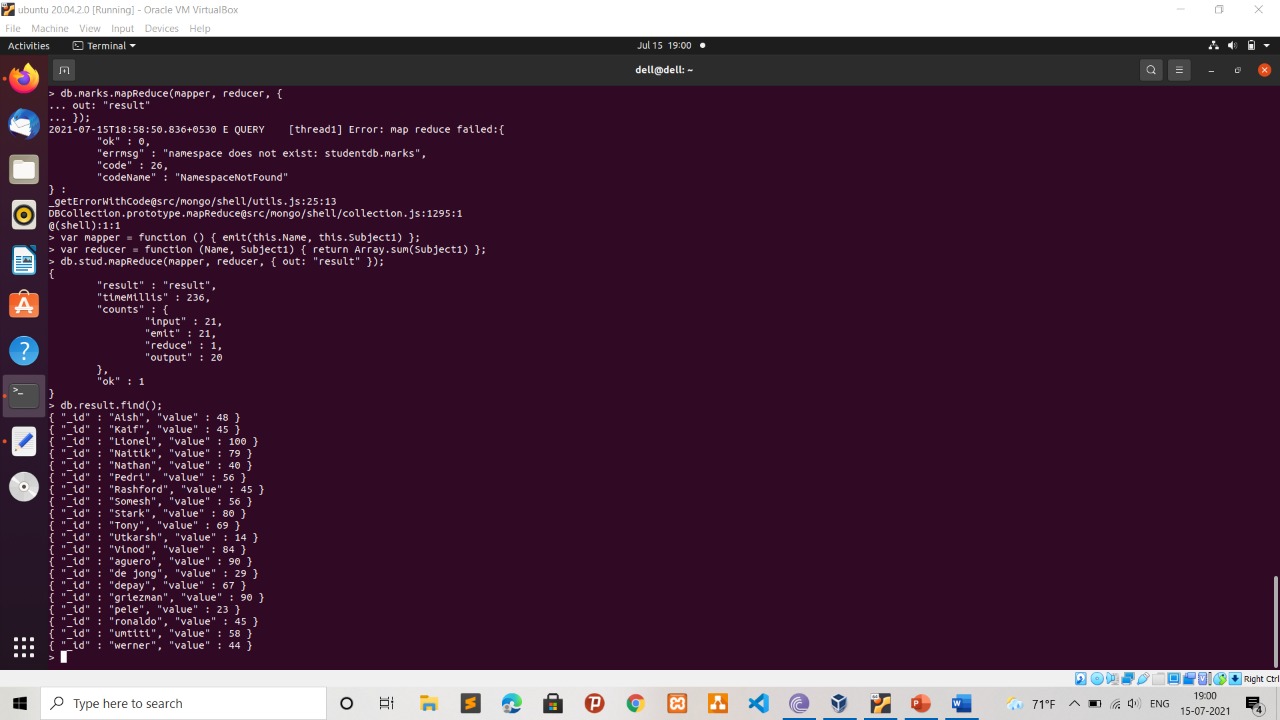 ubuntu 20.04.2.0 [Running] - Oracle VM VirtualBox
File Machine View Input Devices Help
Activities Terminal Jul 15 19:00
dell@dell: ~
> db.marks.mapReduce(mapper, reducer, {
... out: "result"
... });
2021-07-15T18:58:50.836+0530 E QUERY    [thread1] Error: map reduce failed:{
"ok" : 0,
"errmsg" : "namespace does not exist: studentdb.marks",
"code" : 26,
"codeName" : "NamespaceNotFound"
} :
_getErrorWithCode@src/mongo/shell/utils.js:25:13
DBCollection.prototype.mapReduce@src/mongo/shell/collection.js:1295:1
@(shell):1:1
> var mapper = function () { emit(this.Name, this.Subject1) };
> var reducer = function (Name, Subject1) { return Array.sum(Subject1) };
> db.stud.mapReduce(mapper, reducer, { out: "result" });
{
"result" : "result",
"timeMillis" : 236,
"counts" : {
"input" : 21,
"emit" : 21,
"reduce" : 1,
"output" : 20
},
"ok" : 1
}
> db.result.find();
{ "_id" : "Aish", "value" : 48 }
{ "_id" : "Kaif", "value" : 45 }
{ "_id" : "Lionel", "value" : 100 }
{ "_id" : "Naitik", "value" : 79 }
{ "_id" : "Nathan", "value" : 40 }
{ "_id" : "Pedri", "value" : 56 }
{ "_id" : "Rashford", "value" : 45 }
{ "_id" : "Somesh", "value" : 56 }
{ "_id" : "Stark", "value" : 80 }
{ "_id" : "Tony", "value" : 69 }
{ "_id" : "Utkarsh", "value" : 14 }
{ "_id" : "Vinod", "value" : 84 }
{ "_id" : "aguero", "value" : 90 }
{ "_id" : "de jong", "value" : 29 }
{ "_id" : "depay", "value" : 67 }
{ "_id" : "griezman", "value" : 90 }
{ "_id" : "pele", "value" : 23 }
{ "_id" : "ronaldo", "value" : 45 }
{ "_id" : "umtiti", "value" : 58 }
{ "_id" : "werner", "value" : 44 }
>
Right Ctrl
Type here to search
71°F
ENG
19:00
15-07-2021
4